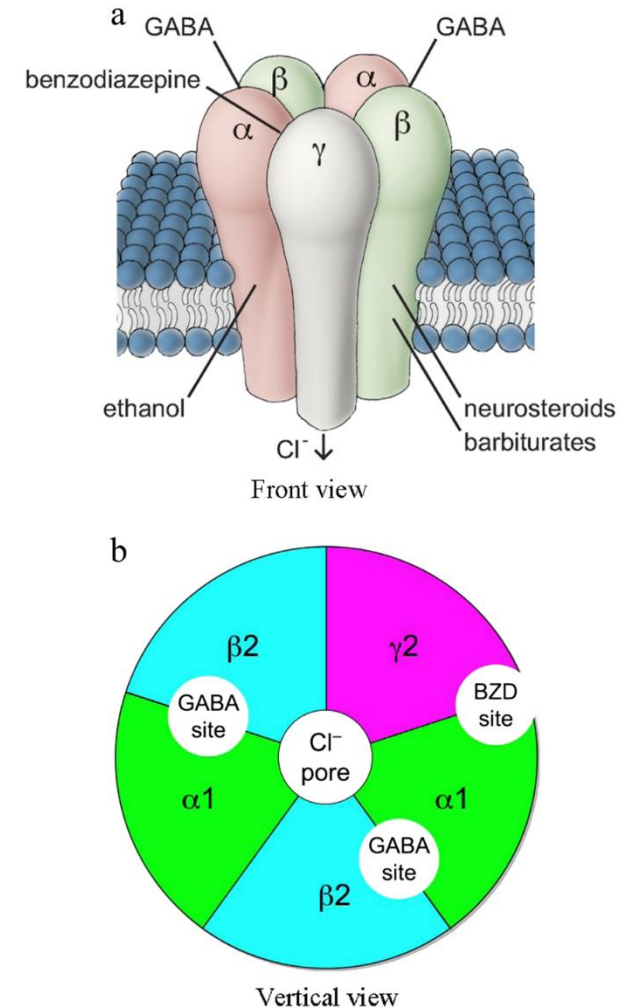 a
GABA
GABA
benzodiazepine
β
α
α
β
γ
ethanol
neurosteroids
barbiturates
Cl⁻ ↓
Front view
b
β2
γ2
GABA
site
BZD
site
Cl⁻
pore
α1
α1
GABA
site
β2
Vertical view